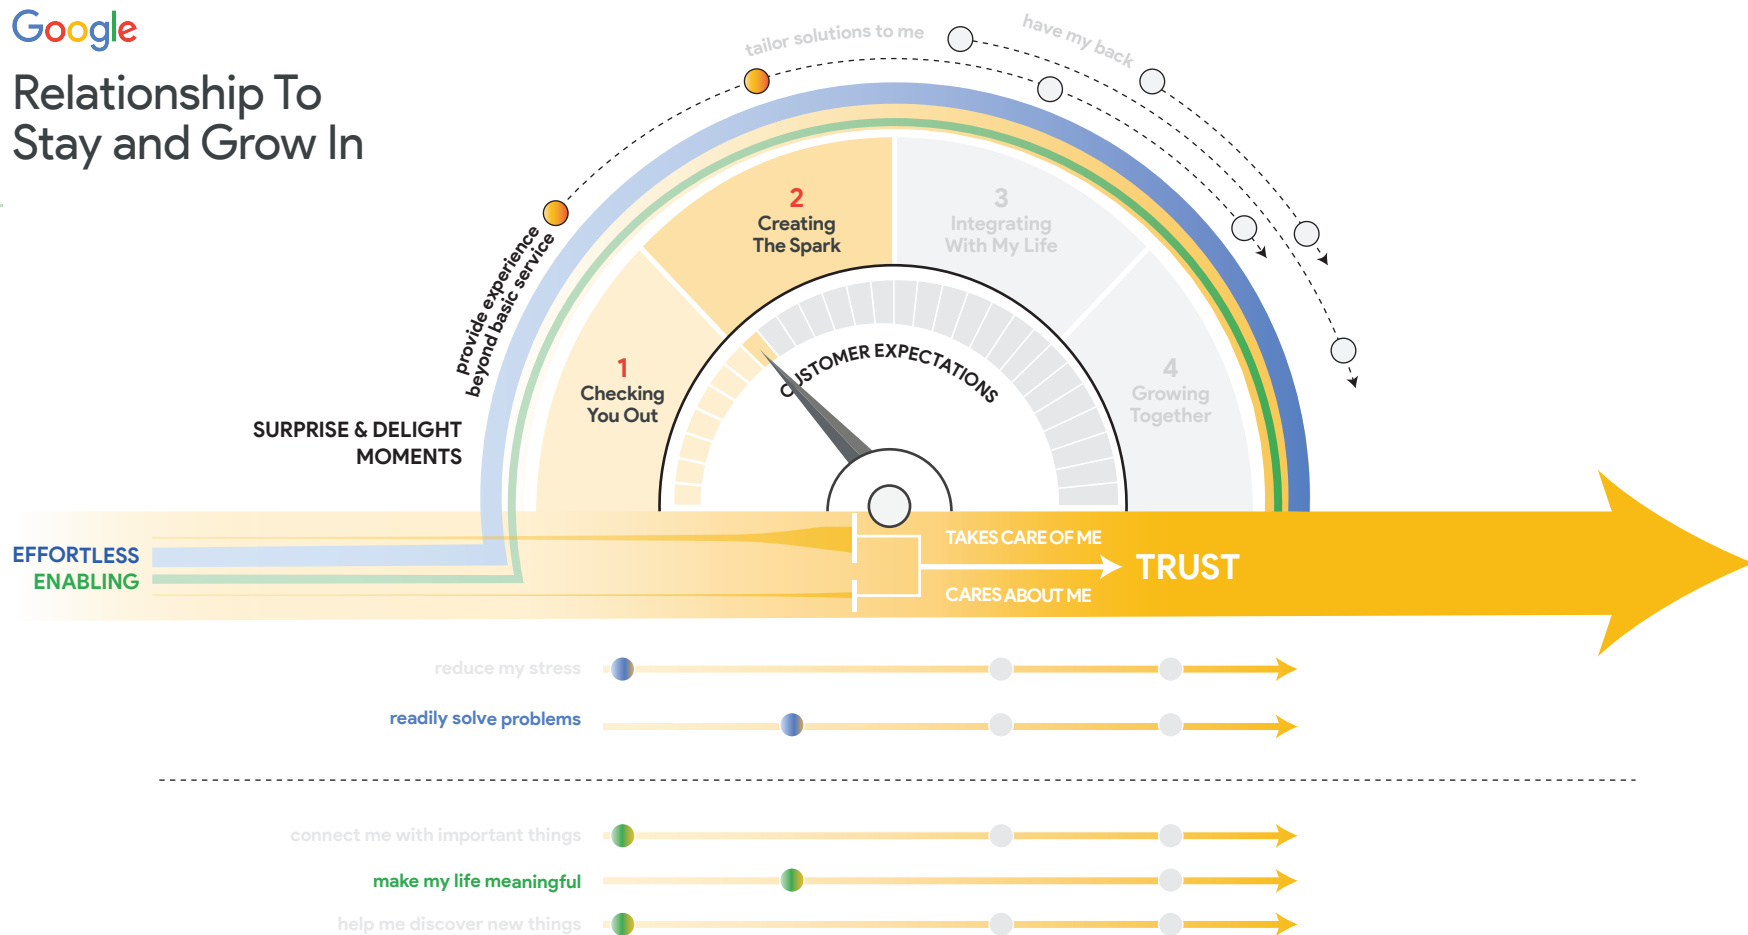 Google
Relationship To
Stay and Grow In
tailor solutions to me
have my back
provide experience
beyond basic service
SURPRISE & DELIGHT
MOMENTS
1
Checking
You Out
2
Creating
The Spark
3
Integrating
With My Life
4
Growing
Together
CUSTOMER EXPECTATIONS
EFFORTLESS
ENABLING
TAKES CARE OF ME
CARES ABOUT ME
TRUST
reduce my stress
readily solve problems
connect me with important things
make my life meaningful
help me discover new things